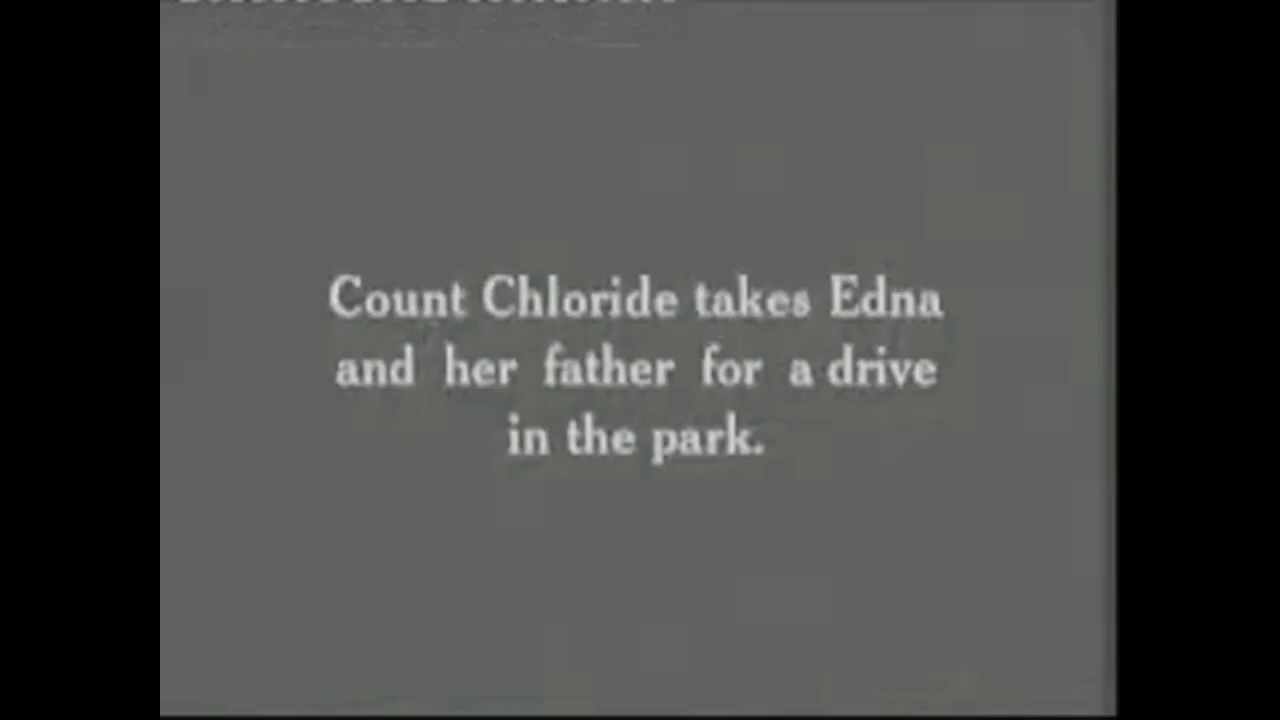 Count Chloride takes Edna
and her father for a drive
in the park.